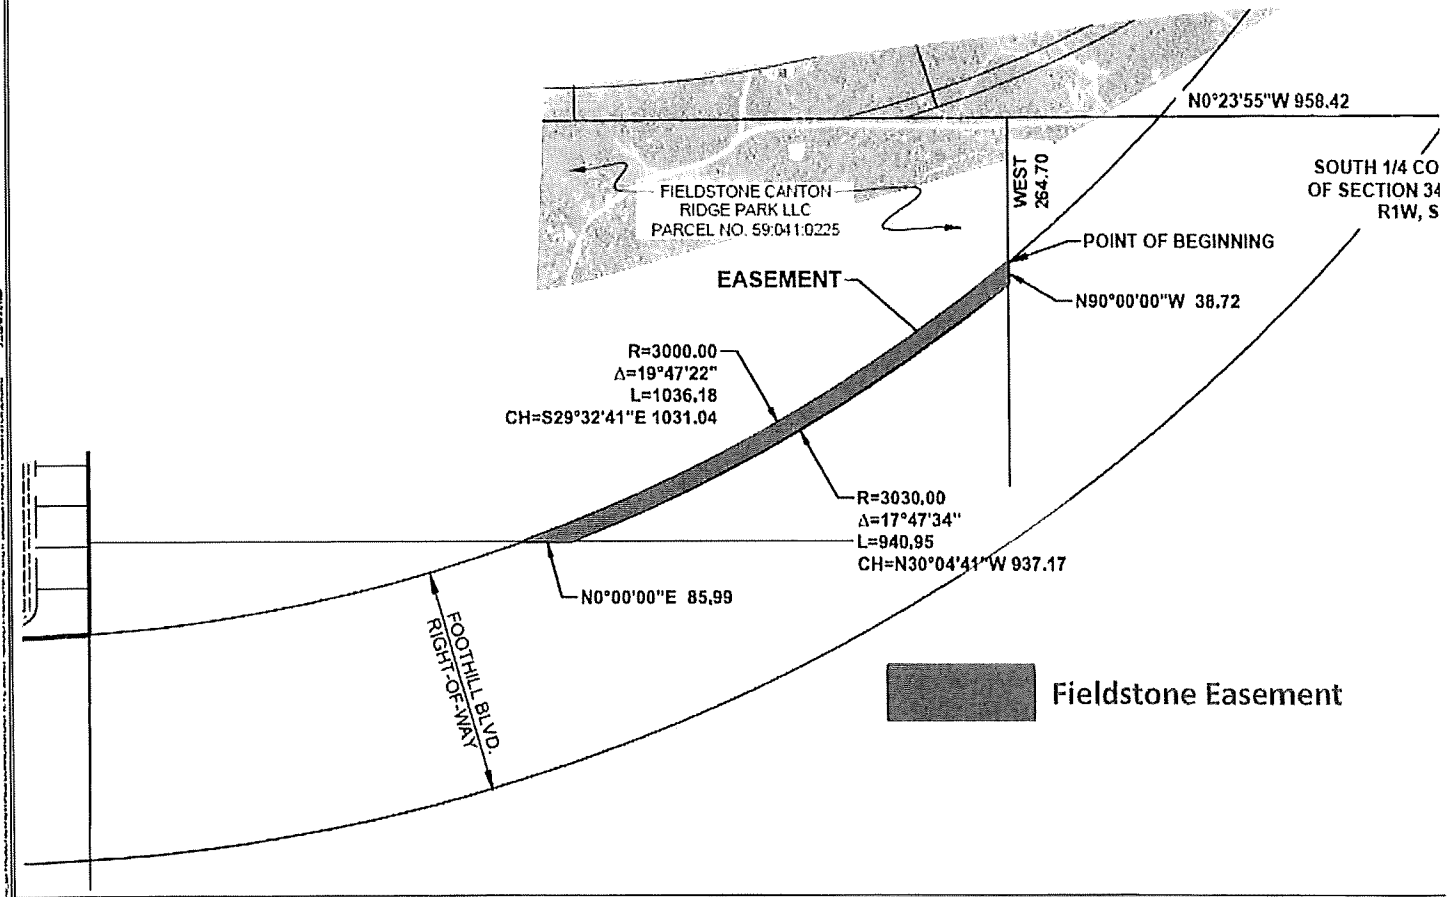 N0°23'55"W 958.42
SOUTH 1/4 CO
OF SECTION 34
R1W, S
WEST
264.70
FIELDSTONE CANTON
RIDGE PARK LLC
PARCEL NO. 59:041:0225
POINT OF BEGINNING
EASEMENT
N90°00'00"W 38.72
R=3000.00
Δ=19°47'22"
L=1036.18
CH=S29°32'41"E 1031.04
R=3030.00
Δ=17°47'34"
L=940.95
CH=N30°04'41"W 937.17
N0°00'00"E 85.99
FOOTHILL BLVD.
RIGHT-OF-WAY
Fieldstone Easement